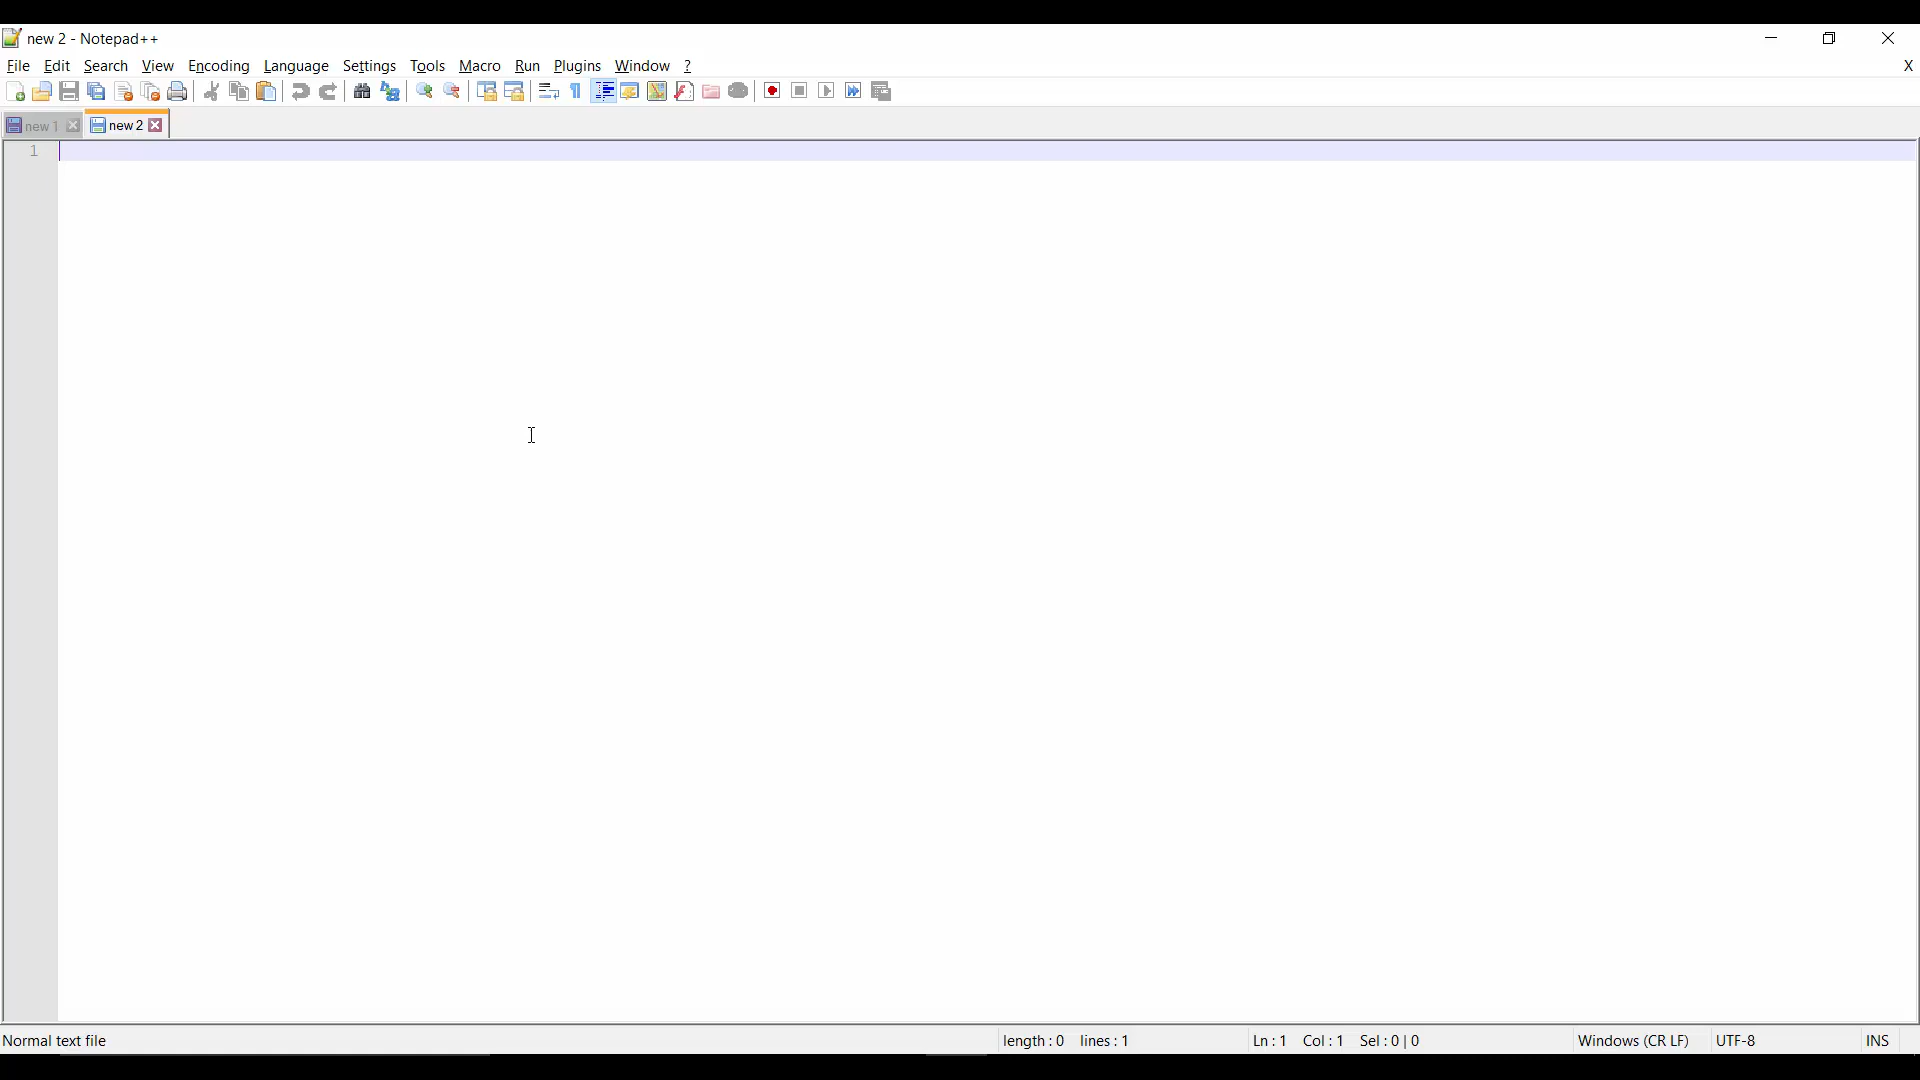 new 2 - Notepad++
File Edit Search View Encoding Language Settings Tools Macro Run Plugins Window ? X
new 1 new 2
1
Normal text file length : 0 lines : 1 Ln : 1 Col : 1 Sel : 0 | 0 Windows (CR LF) UTF-8 INS